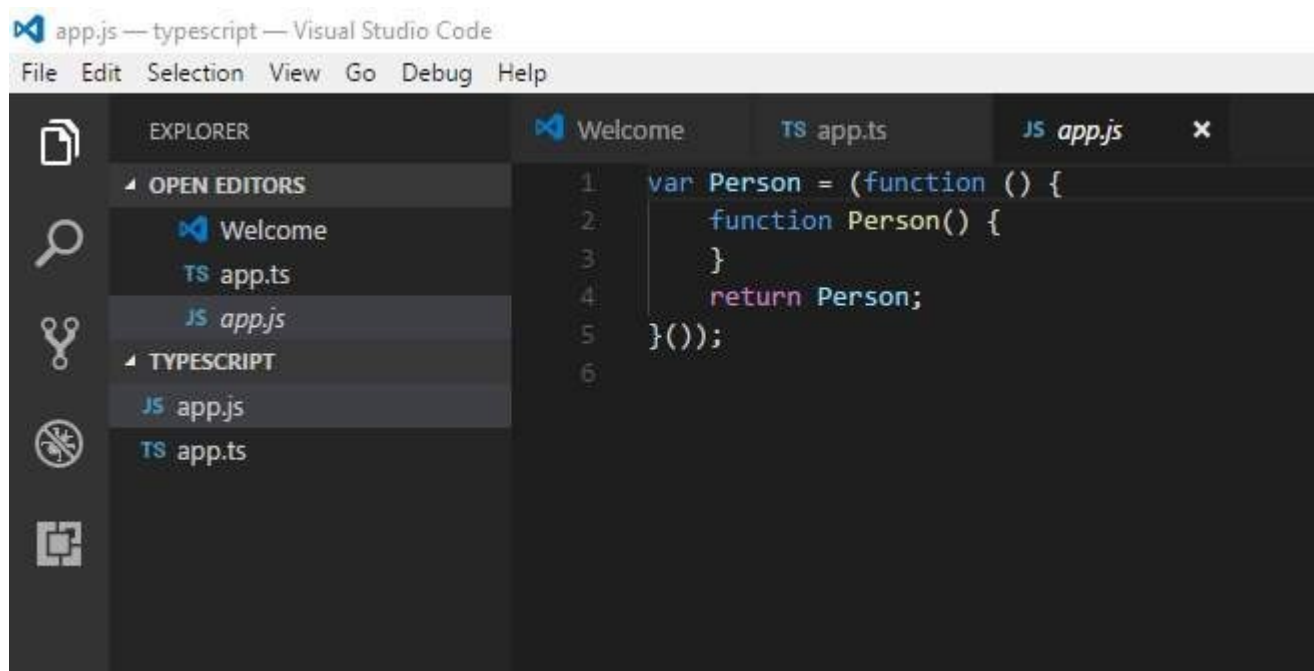 app.js — typescript — Visual Studio Code
File Edit Selection View Go Debug Help
EXPLORER
OPEN EDITORS
Welcome
TS app.ts
JS app.js
TYPESCRIPT
JS app.js
TS app.ts
Welcome TS app.ts JS app.js
1 var Person = (function () {
2     function Person() {
3     }
4     return Person;
5 }());
6